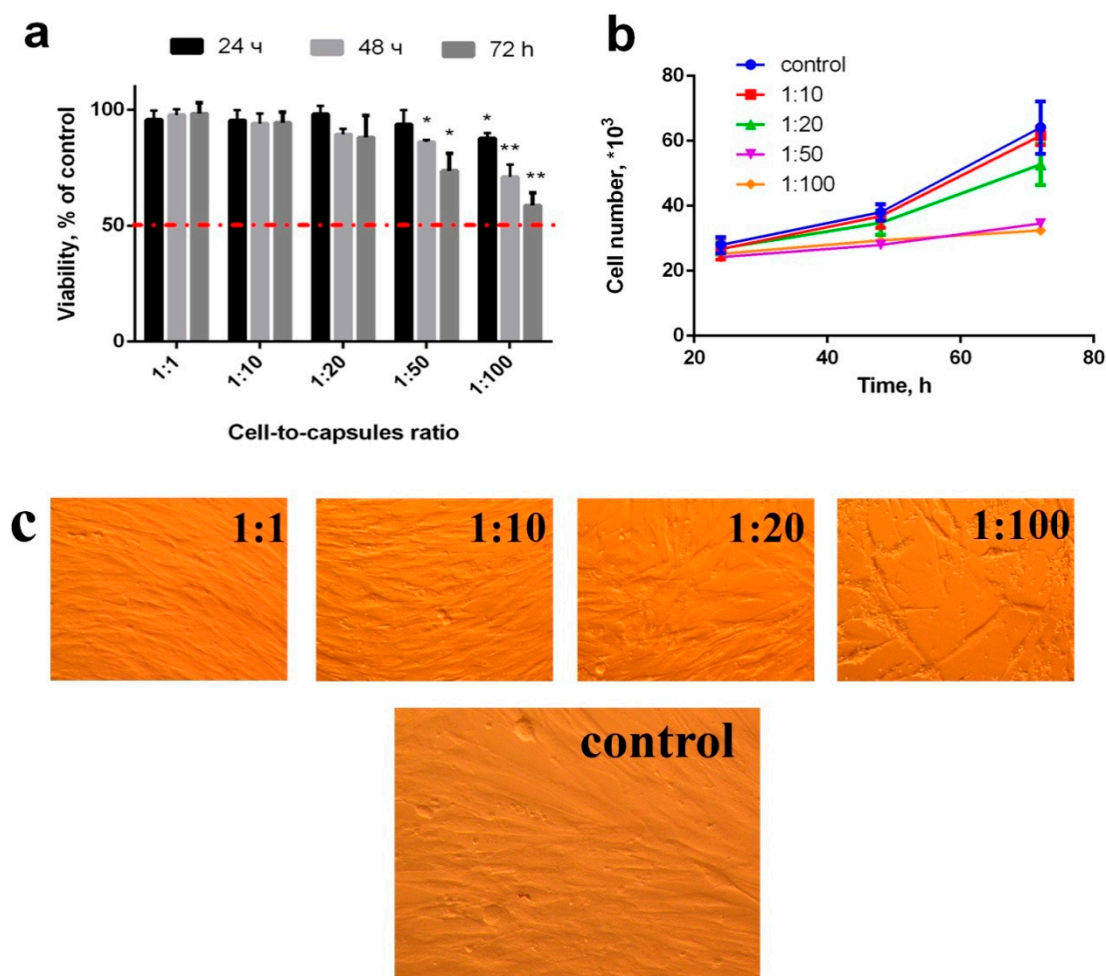 a
24 ч 48 ч 72 h
Viability, % of control
100
50
0
* * * ** **
1:1 1:10 1:20 1:50 1:100
Cell-to-capsules ratio
b
control
1:10
1:20
1:50
1:100
Cell number, *10³
80
60
40
20
0
20 40 60 80
Time, h
c
1:1 1:10 1:20 1:100
control